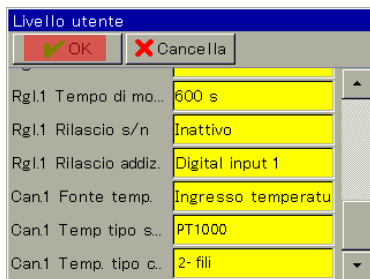 Livello utente
OK Cancella
Rgl.1 Tempo di mo... 600 s
Rgl.1 Rilascio s/n Inattivo
Rgl.1 Rilascio addiz. Digital input 1
Can.1 Fonte temp. Ingresso temperatu
Can.1 Temp tipo s... PT1000
Can.1 Temp. tipo c.. 2- fili